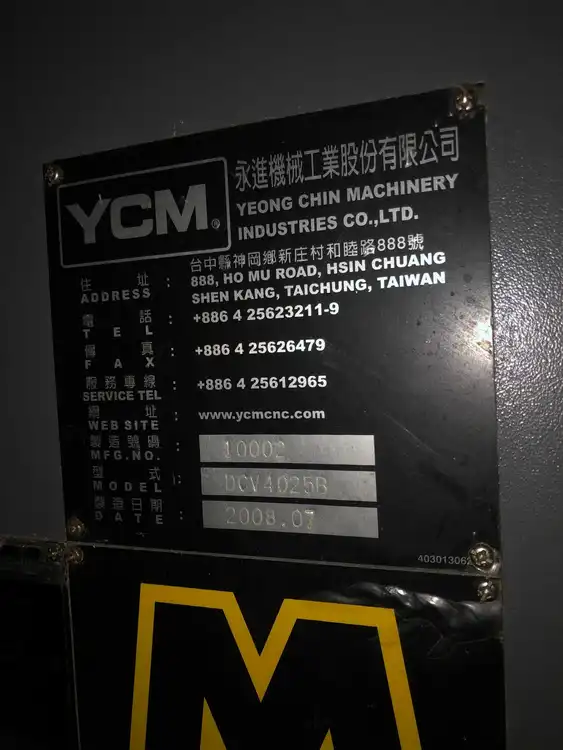 YCM®
永進機械工業股份有限公司
YEONG CHIN MACHINERY
INDUSTRIES CO.,LTD.
住址 : 台中縣神岡鄉新庄村和睦路888號
ADDRESS 888, HO MU ROAD, HSIN CHUANG
SHEN KANG, TAICHUNG, TAIWAN
電話 : +886 4 25623211-9
TEL
傳真 : +886 4 25626479
FAX
服務專線 : +886 4 25612965
SERVICE TEL
網址 : www.ycmcnc.com
WEB SITE
製造號碼 : 10002
MFG.NO.
型式 : DCV4025B
MODEL
製造日期 : 2008.07
DATE
M